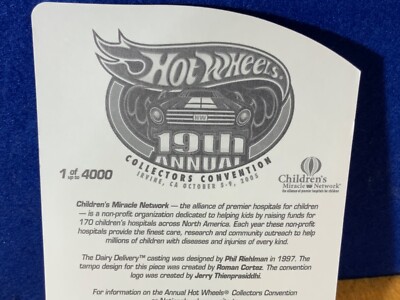 HOT WHEELS
19TH
ANNUAL
COLLECTORS CONVENTION
IRVINE, CA OCTOBER 8-9, 2005
1 of up to 4000
Children's
Miracle Network
Children's Miracle Network — the alliance of premier hospitals for children
— is a non-profit organization dedicated to helping kids by raising funds for
170 children's hospitals across North America. Each year these non-profit
hospitals provide the finest care, research and community outreach to help
millions of children with diseases and injuries of every kind.
The Dairy Delivery™ casting was designed by Phil Riehlman in 1997. The
tampo design for this piece was created by Roman Cortez. The convention
logo was created by Jerry Thienprasiddhi.
For information on the Annual Hot Wheels® Collectors Convention